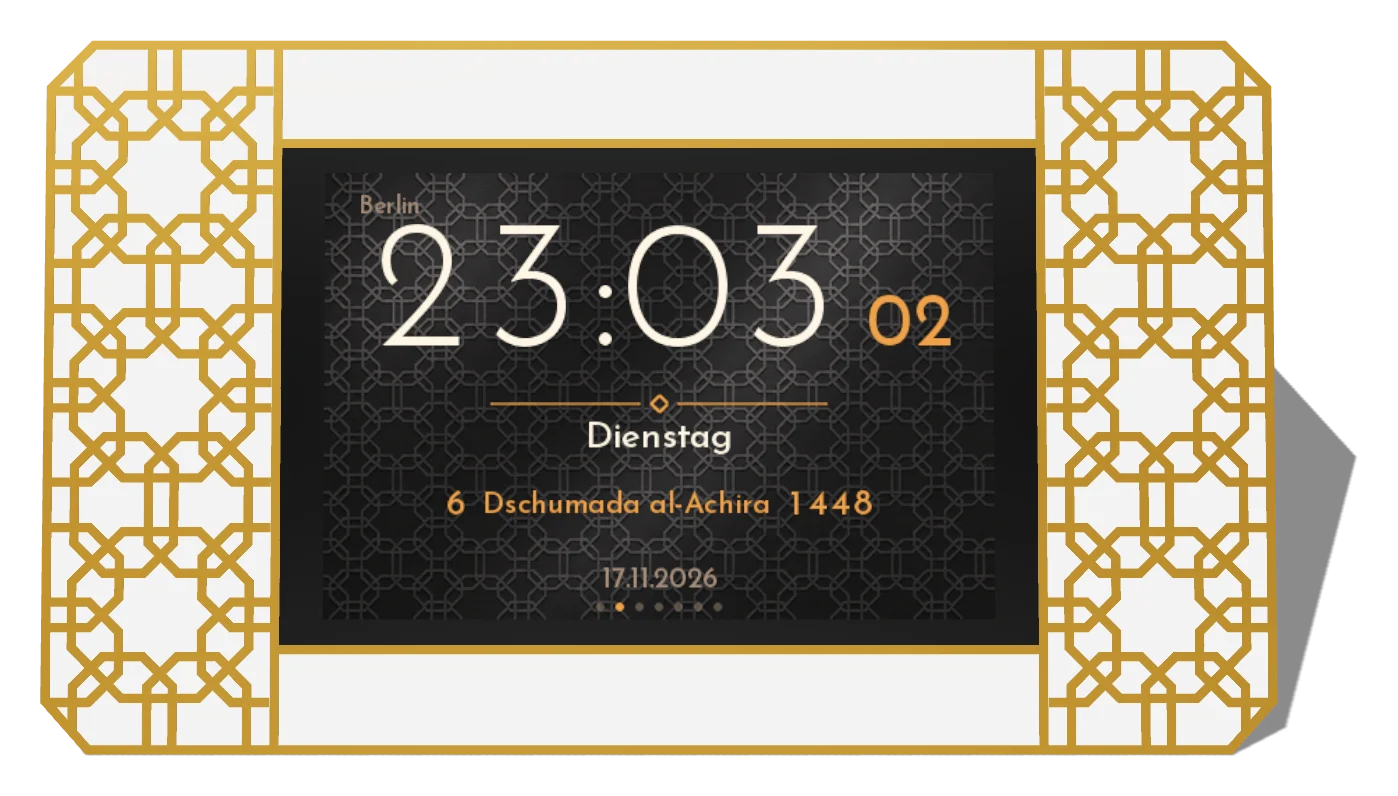 Berlin
23:03 02
Dienstag
6 Dschumada al-Achira 1448
17.11.2026